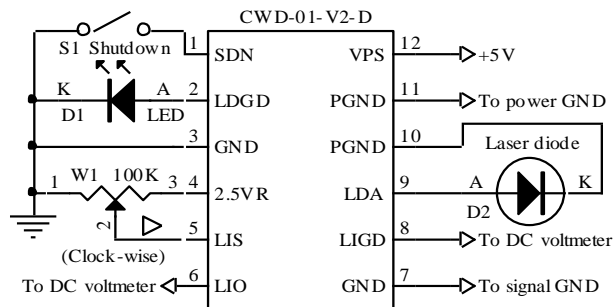 CWD-01-V2-D
S1 Shutdown 1 SDN VPS 12 +5V
K A 2 LDGD PGND 11 To power GND
D1 LED
3 GND PGND 10 Laser diode
W1 100K
1 3 4 2.5VR LDA 9 A K
D2
2 5 LIS LIGD 8 To DC voltmeter
(Clock-wise)
To DC voltmeter 6 LIO GND 7 To signal GND